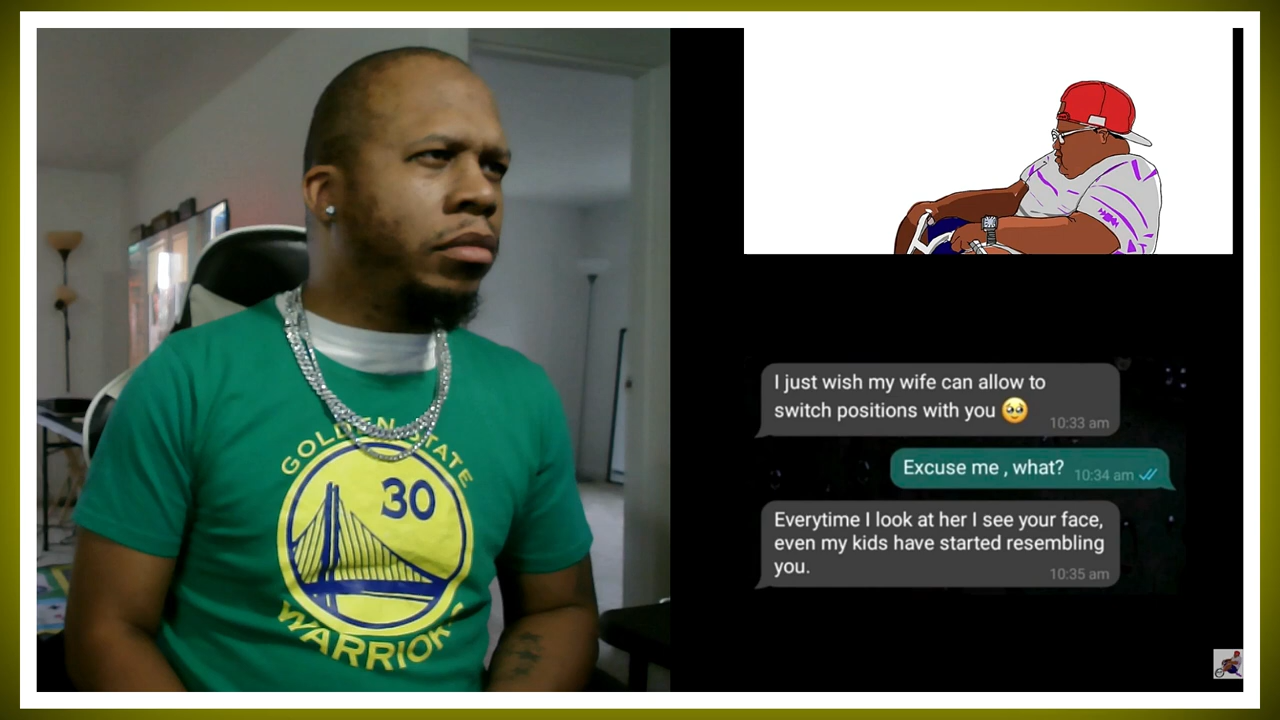 GOLDEN STATE
30
WARRIORS
I just wish my wife can allow to
switch positions with you 🥺
10:33 am
Excuse me , what?
10:34 am
Everytime I look at her I see your face,
even my kids have started resembling
you.
10:35 am